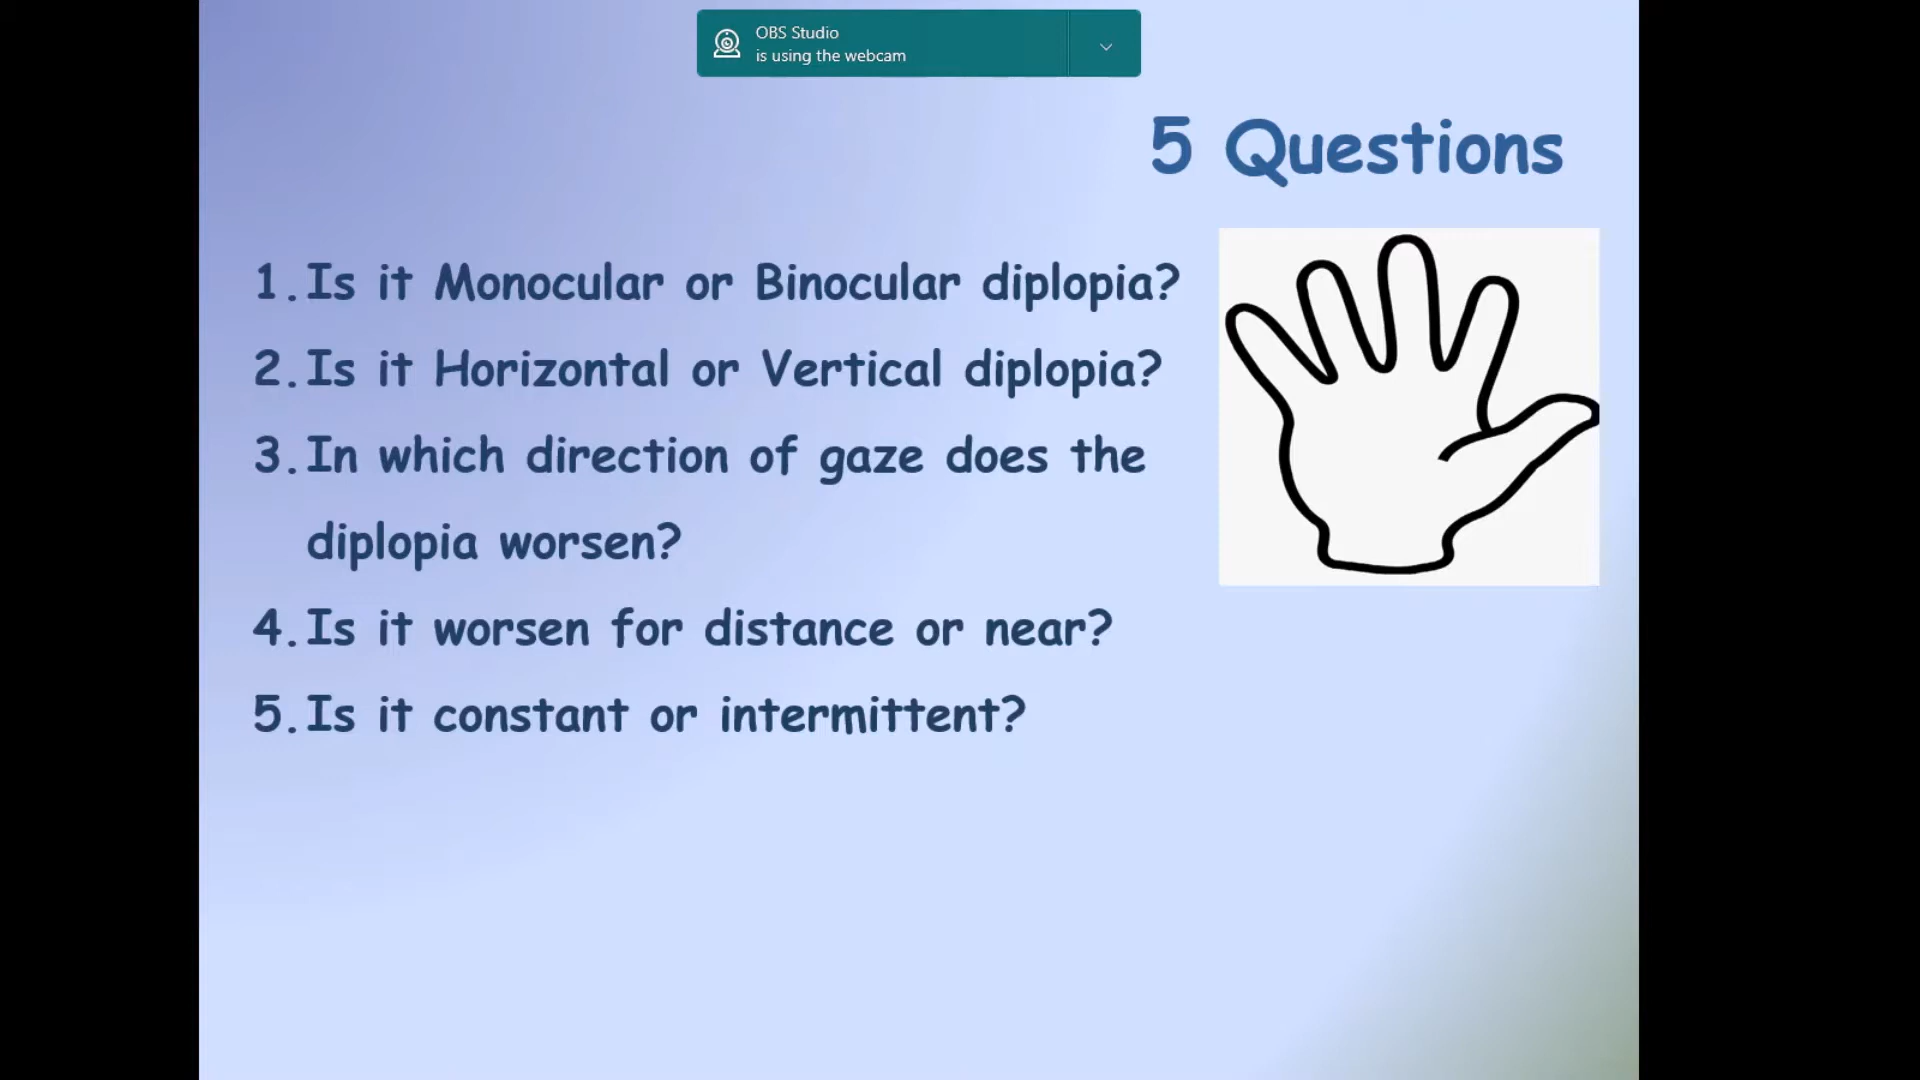 OBS Studio
is using the webcam
5 Questions
1. Is it Monocular or Binocular diplopia?
2. Is it Horizontal or Vertical diplopia?
3. In which direction of gaze does the
diplopia worsen?
4. Is it worsen for distance or near?
5. Is it constant or intermittent?